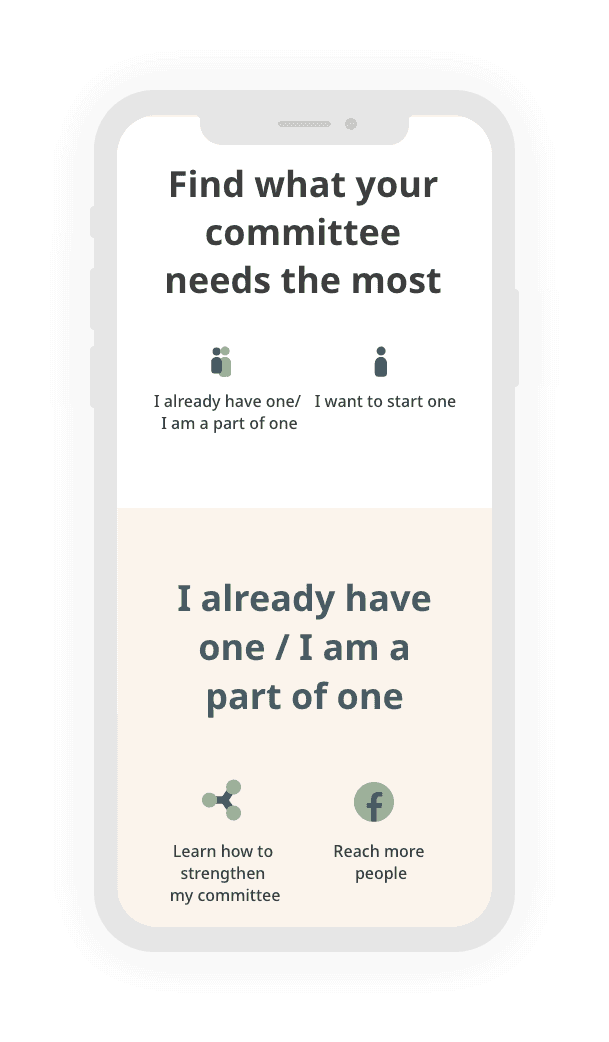 Find what your
committee
needs the most
I already have one/
I am a part of one
I want to start one
I already have
one / I am a
part of one
Learn how to
strengthen
my committee
Reach more
people